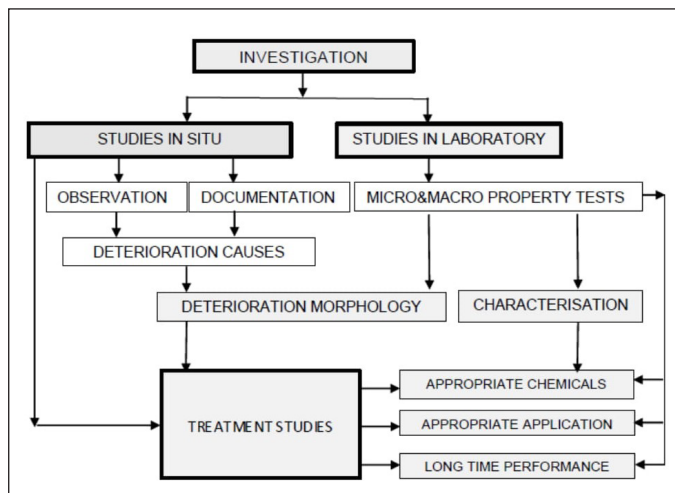 INVESTIGATION
STUDIES IN SITU
STUDIES IN LABORATORY
OBSERVATION
DOCUMENTATION
MICRO&MACRO PROPERTY TESTS
DETERIORATION CAUSES
DETERIORATION MORPHOLOGY
CHARACTERISATION
TREATMENT STUDIES
APPROPRIATE CHEMICALS
APPROPRIATE APPLICATION
LONG TIME PERFORMANCE